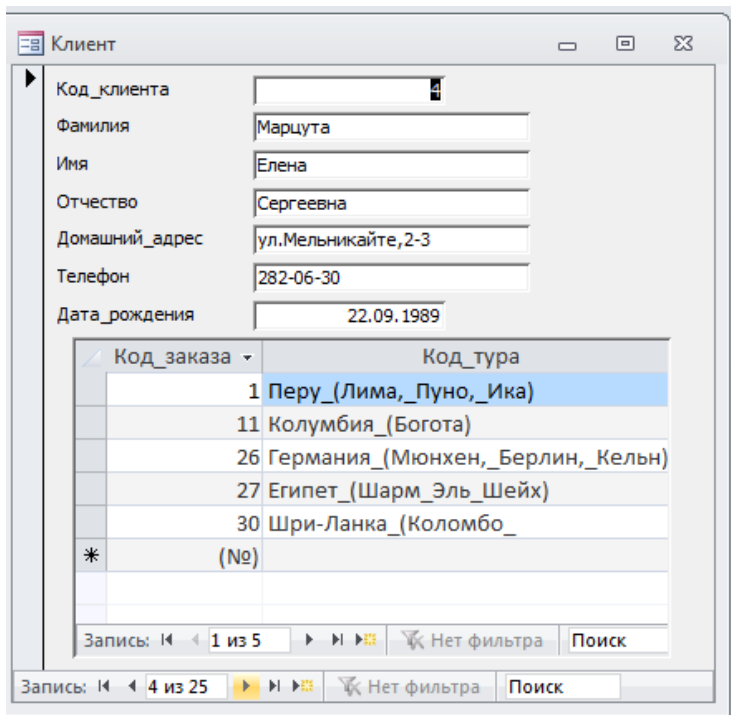 Клиент
Код_клиента 4
Фамилия Марцута
Имя Елена
Отчество Сергеевна
Домашний_адрес ул.Мельникайте,2-3
Телефон 282-06-30
Дата_рождения 22.09.1989
Код_заказа Код_тура
1 Перу_(Лима,_Пуно,_Ика)
11 Колумбия_(Богота)
26 Германия_(Мюнхен,_Берлин,_Кельн)
27 Египет_(Шарм_Эль_Шейх)
30 Шри-Ланка_(Коломбо_
(№)
Запись: 1 из 5 Нет фильтра Поиск
Запись: 4 из 25 Нет фильтра Поиск